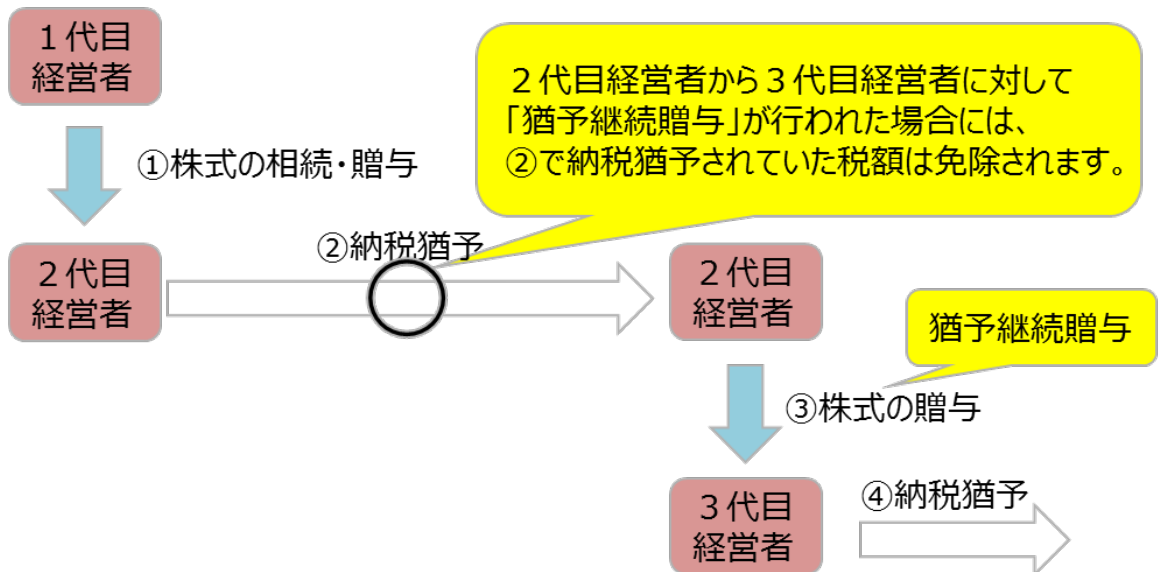 １代目
経営者
２代目経営者から３代目経営者に対して
「猶予継続贈与」が行われた場合には、
②で納税猶予されていた税額は免除されます。
①株式の相続・贈与
②納税猶予
２代目
経営者
２代目
経営者
猶予継続贈与
③株式の贈与
３代目
経営者
④納税猶予